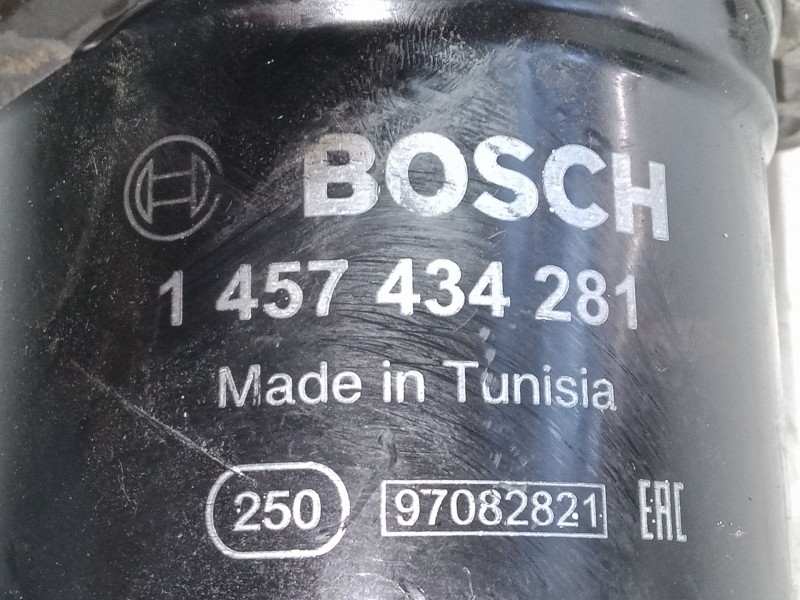 BOSCH
1 457 434 281
Made in Tunisia
250 97082821 EAC